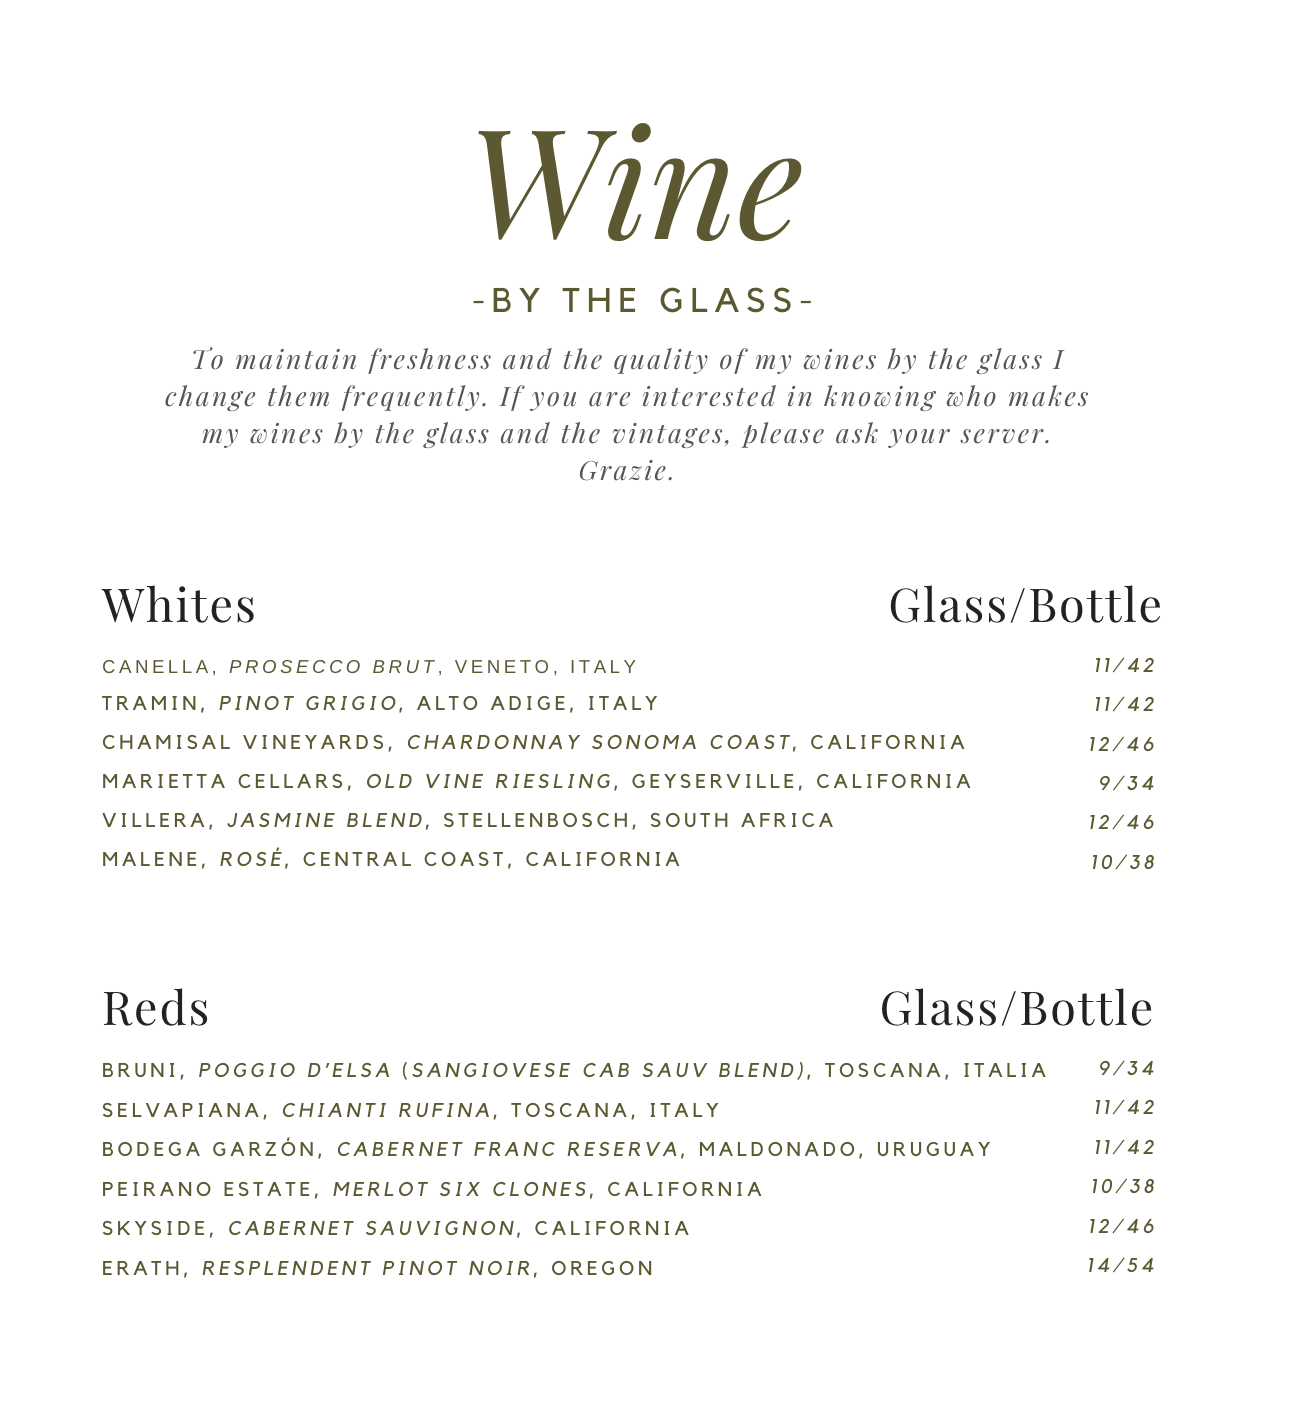 Wine
-BY THE GLASS-
To maintain freshness and the quality of my wines by the glass I
change them frequently. If you are interested in knowing who makes
my wines by the glass and the vintages, please ask your server.
Grazie.
Whites Glass/Bottle
CANELLA, PROSECCO BRUT, VENETO, ITALY 11/42
TRAMIN, PINOT GRIGIO, ALTO ADIGE, ITALY 11/42
CHAMISAL VINEYARDS, CHARDONNAY SONOMA COAST, CALIFORNIA 12/46
MARIETTA CELLARS, OLD VINE RIESLING, GEYSERVILLE, CALIFORNIA 9/34
VILLERA, JASMINE BLEND, STELLENBOSCH, SOUTH AFRICA 12/46
MALENE, ROSÉ, CENTRAL COAST, CALIFORNIA 10/38
Reds Glass/Bottle
BRUNI, POGGIO D'ELSA (SANGIOVESE CAB SAUV BLEND), TOSCANA, ITALIA 9/34
SELVAPIANA, CHIANTI RUFINA, TOSCANA, ITALY 11/42
BODEGA GARZÓN, CABERNET FRANC RESERVA, MALDONADO, URUGUAY 11/42
PEIRANO ESTATE, MERLOT SIX CLONES, CALIFORNIA 10/38
SKYSIDE, CABERNET SAUVIGNON, CALIFORNIA 12/46
ERATH, RESPLENDENT PINOT NOIR, OREGON 14/54